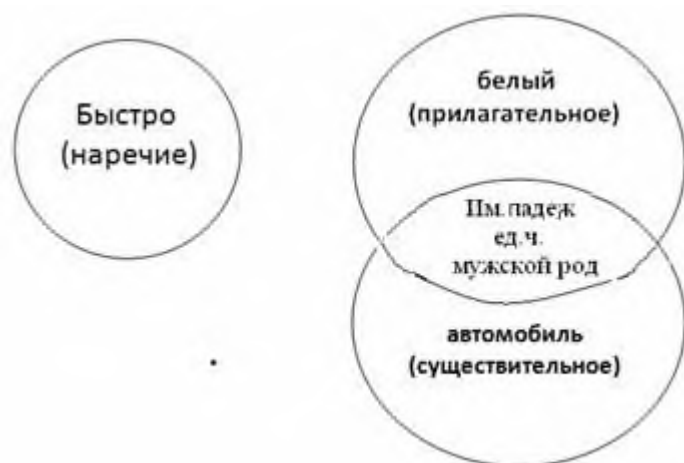 Быстро
(наречие)
белый
(прилагательное)
Им.падеж
ед.ч.
мужской род
автомобиль
(существительное)